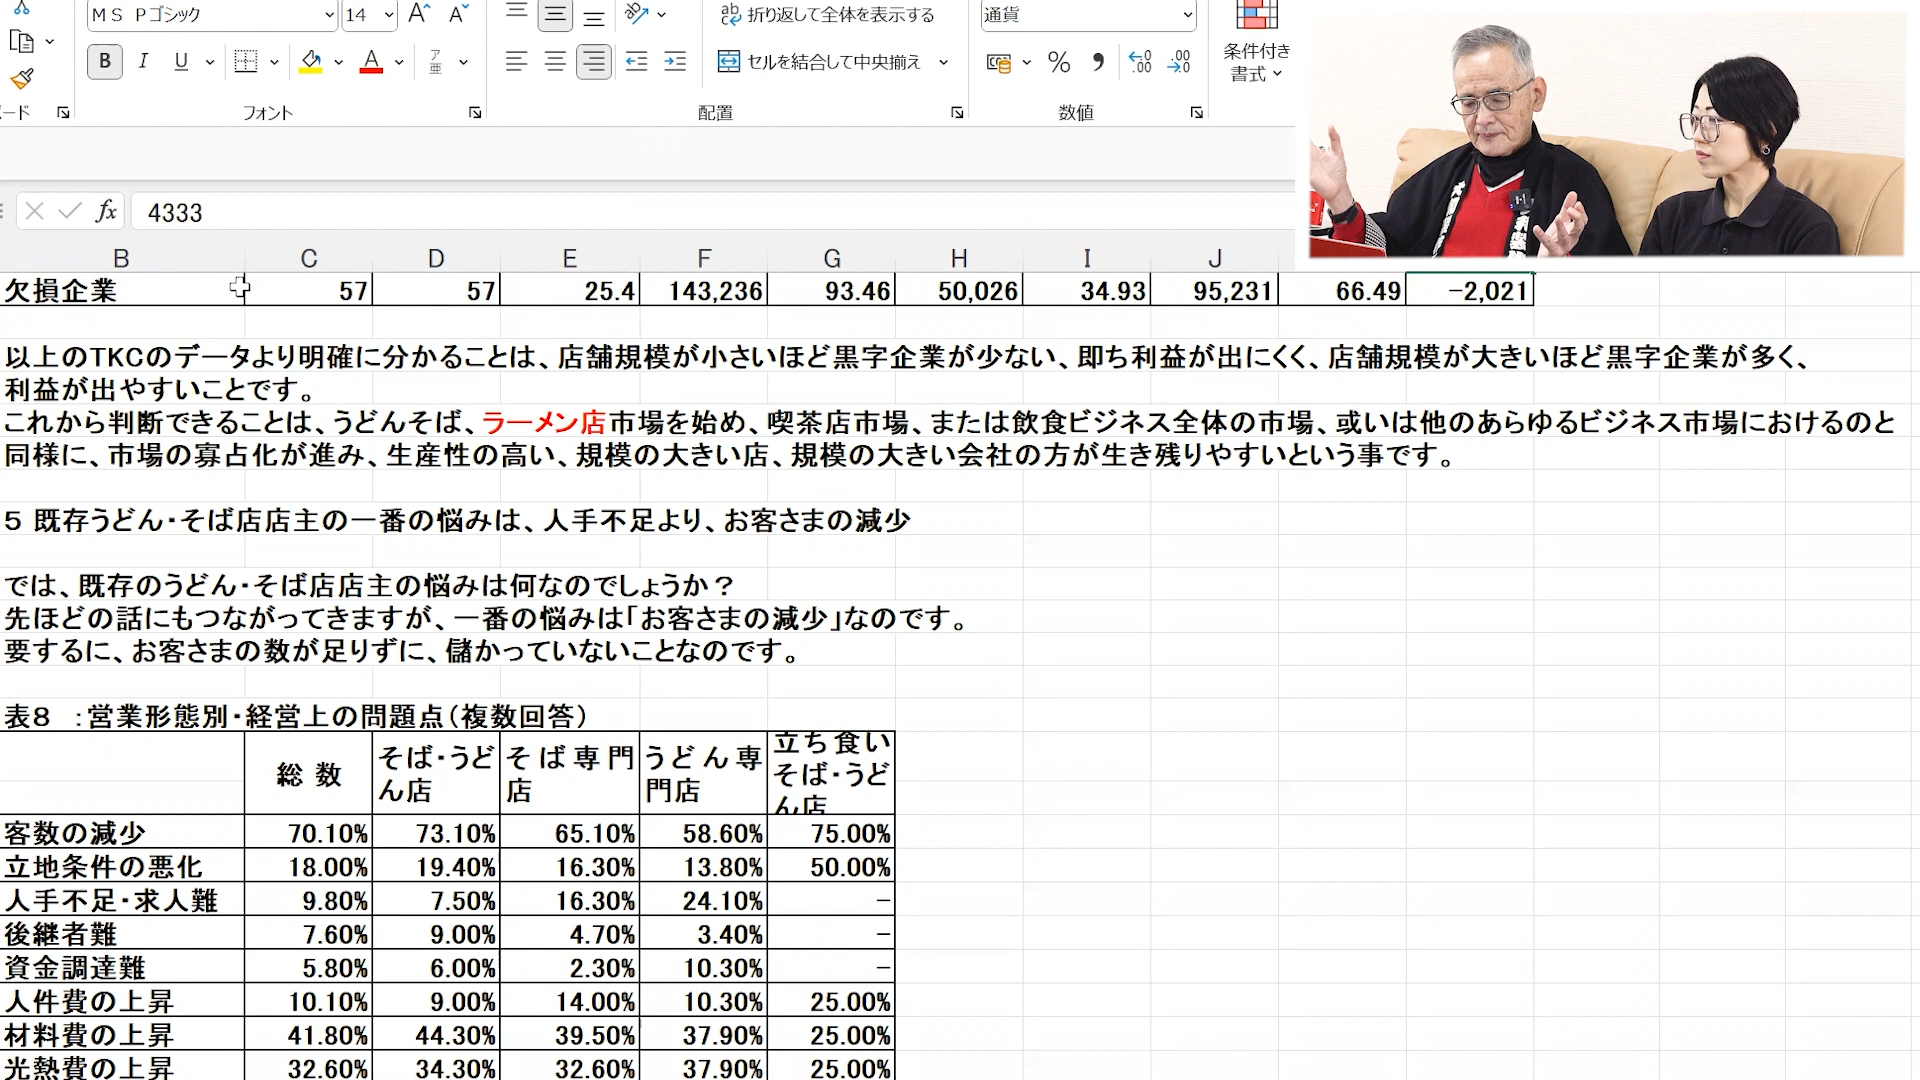 MS Pゴシック
14
折り返して全体を表示する
通貨
条件付き
書式
B I U
ア
亜
セルを結合して中央揃え
% 9
ード
フォント
配置
数値
fx 4333
B C D E F G H I J
欠損企業 57 57 25.4 143,236 93.46 50,026 34.93 95,231 66.49 -2,021
以上のTKCのデータより明確に分かることは、店舗規模が小さいほど黒字企業が少ない、即ち利益が出にくく、店舗規模が大きいほど黒字企業が多く、
利益が出やすいことです。
これから判断できることは、うどんそば、ラーメン店市場を始め、喫茶店市場、または飲食ビジネス全体の市場、或いは他のあらゆるビジネス市場におけるのと
同様に、市場の寡占化が進み、生産性の高い、規模の大きい店、規模の大きい会社の方が生き残りやすいという事です。
5 既存うどん・そば店店主の一番の悩みは、人手不足より、お客さまの減少
では、既存のうどん・そば店店主の悩みは何なのでしょうか？
先ほどの話にもつながってきますが、一番の悩みは「お客さまの減少」なのです。
要するに、お客さまの数が足りずに、儲かっていないことなのです。
表8 :営業形態別・経営上の問題点(複数回答)
総数 そば・うどん店 そば専門店 うどん専門店 立ち食いそば・うどん店
客数の減少 70.10% 73.10% 65.10% 58.60% 75.00%
立地条件の悪化 18.00% 19.40% 16.30% 13.80% 50.00%
人手不足・求人難 9.80% 7.50% 16.30% 24.10% −
後継者難 7.60% 9.00% 4.70% 3.40% −
資金調達難 5.80% 6.00% 2.30% 10.30% −
人件費の上昇 10.10% 9.00% 14.00% 10.30% 25.00%
材料費の上昇 41.80% 44.30% 39.50% 37.90% 25.00%
光熱費の上昇 32.60% 34.30% 32.60% 37.90% 25.00%